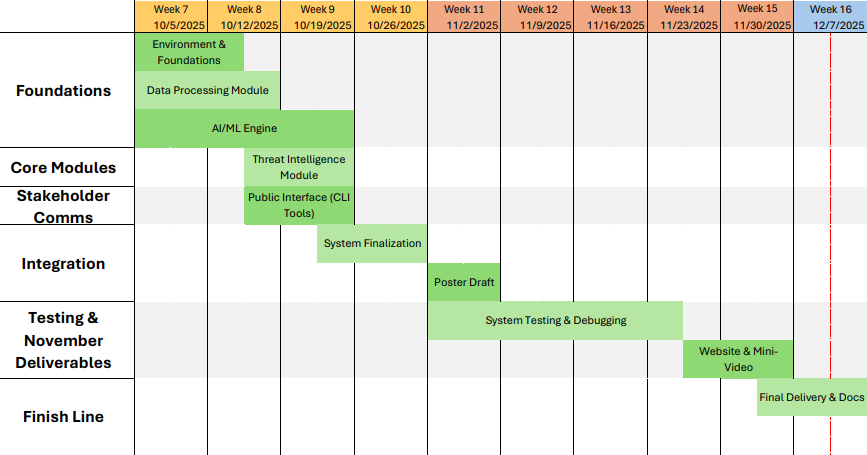 Week 7 Week 8 Week 9 Week 10 Week 11 Week 12 Week 13 Week 14 Week 15 Week 16
10/5/2025 10/12/2025 10/19/2025 10/26/2025 11/2/2025 11/9/2025 11/16/2025 11/23/2025 11/30/2025 12/7/2025
Foundations
Environment &
Foundations
Data Processing Module
AI/ML Engine
Core Modules
Threat Intelligence
Module
Stakeholder
Comms
Public Interface (CLI
Tools)
Integration
System Finalization
Poster Draft
Testing &
November
Deliverables
System Testing & Debugging
Website & Mini-
Video
Finish Line
Final Delivery & Docs